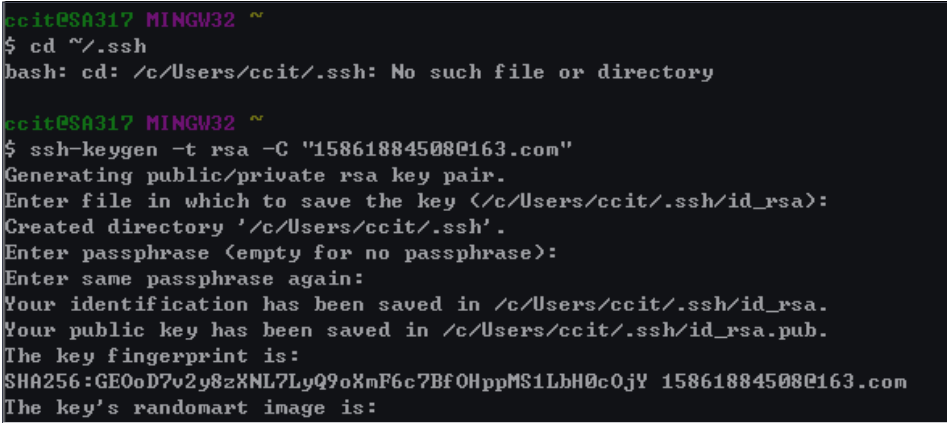 ccit@SA317 MINGW32 ~
$ cd ~/.ssh
bash: cd: /c/Users/ccit/.ssh: No such file or directory
ccit@SA317 MINGW32 ~
$ ssh-keygen -t rsa -C "15861884508@163.com"
Generating public/private rsa key pair.
Enter file in which to save the key (/c/Users/ccit/.ssh/id_rsa):
Created directory '/c/Users/ccit/.ssh'.
Enter passphrase (empty for no passphrase):
Enter same passphrase again:
Your identification has been saved in /c/Users/ccit/.ssh/id_rsa.
Your public key has been saved in /c/Users/ccit/.ssh/id_rsa.pub.
The key fingerprint is:
SHA256:GEOoD7v2y8zXNL7LyQ9oXmF6c7BfOHppMS1LbH0cOjY 15861884508@163.com
The key's randomart image is: